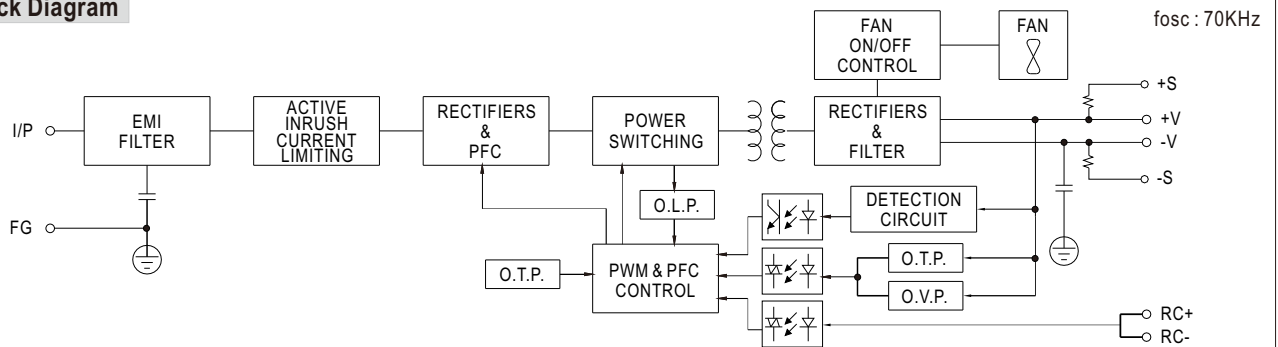 ck Diagram
fosc : 70KHz
FAN
ON/OFF
CONTROL
FAN
+S
+V
-V
-S
I/P
EMI
FILTER
ACTIVE
INRUSH
CURRENT
LIMITING
RECTIFIERS
&
PFC
POWER
SWITCHING
RECTIFIERS
&
FILTER
O.L.P.
DETECTION
CIRCUIT
FG
O.T.P.
PWM & PFC
CONTROL
O.T.P.
O.V.P.
RC+
RC-